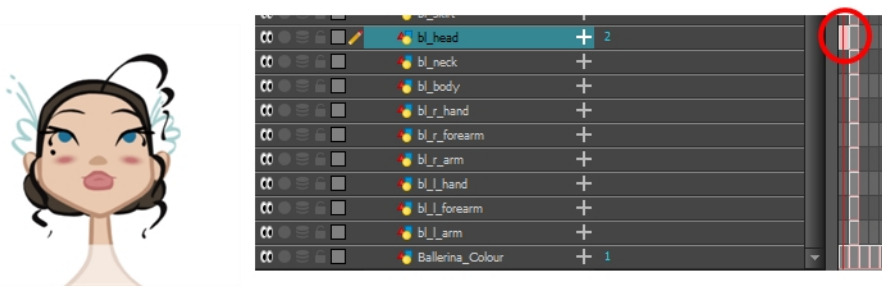 bl_head 2
bl_neck
bl_body
bl_r_hand
bl_r_forearm
bl_r_arm
bl_l_hand
bl_l_forearm
bl_l_arm
Ballerina_Colour 1